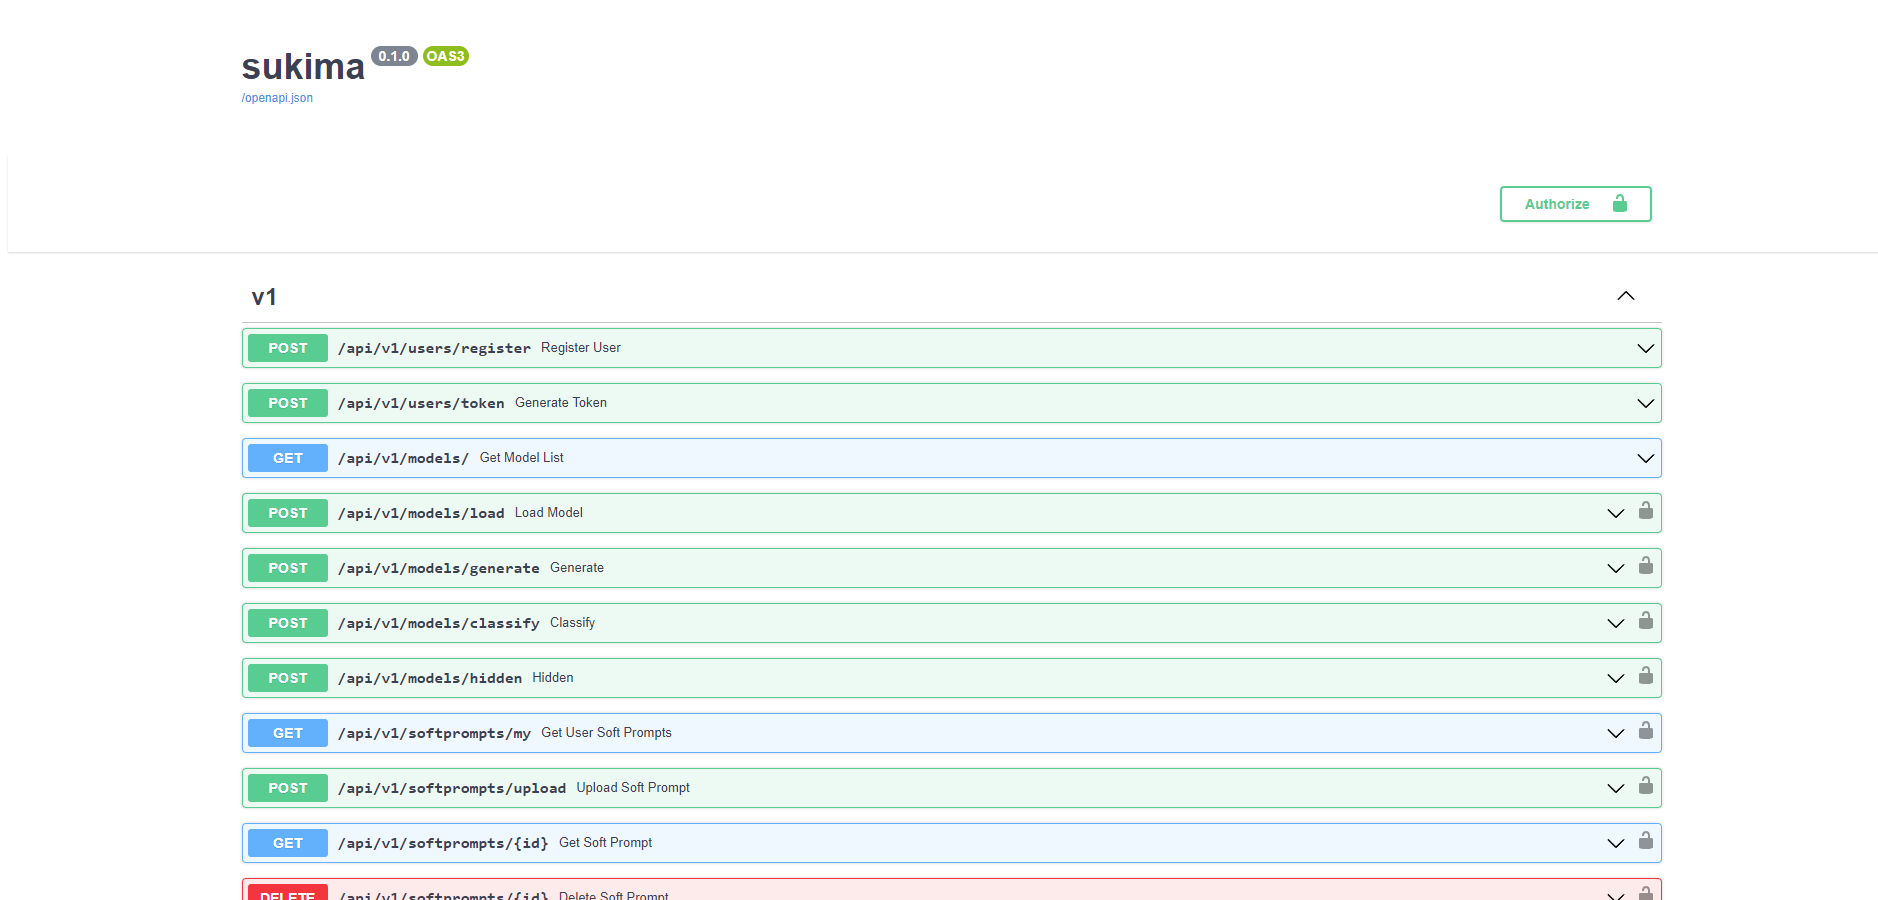 sukima 0.1.0 OAS3
/openapi.json
Authorize
v1
POST /api/v1/users/register Register User
POST /api/v1/users/token Generate Token
GET /api/v1/models/ Get Model List
POST /api/v1/models/load Load Model
POST /api/v1/models/generate Generate
POST /api/v1/models/classify Classify
POST /api/v1/models/hidden Hidden
GET /api/v1/softprompts/my Get User Soft Prompts
POST /api/v1/softprompts/upload Upload Soft Prompt
GET /api/v1/softprompts/{id} Get Soft Prompt
DELETE /api/v1/softprompts/{id} Delete Soft Prompt